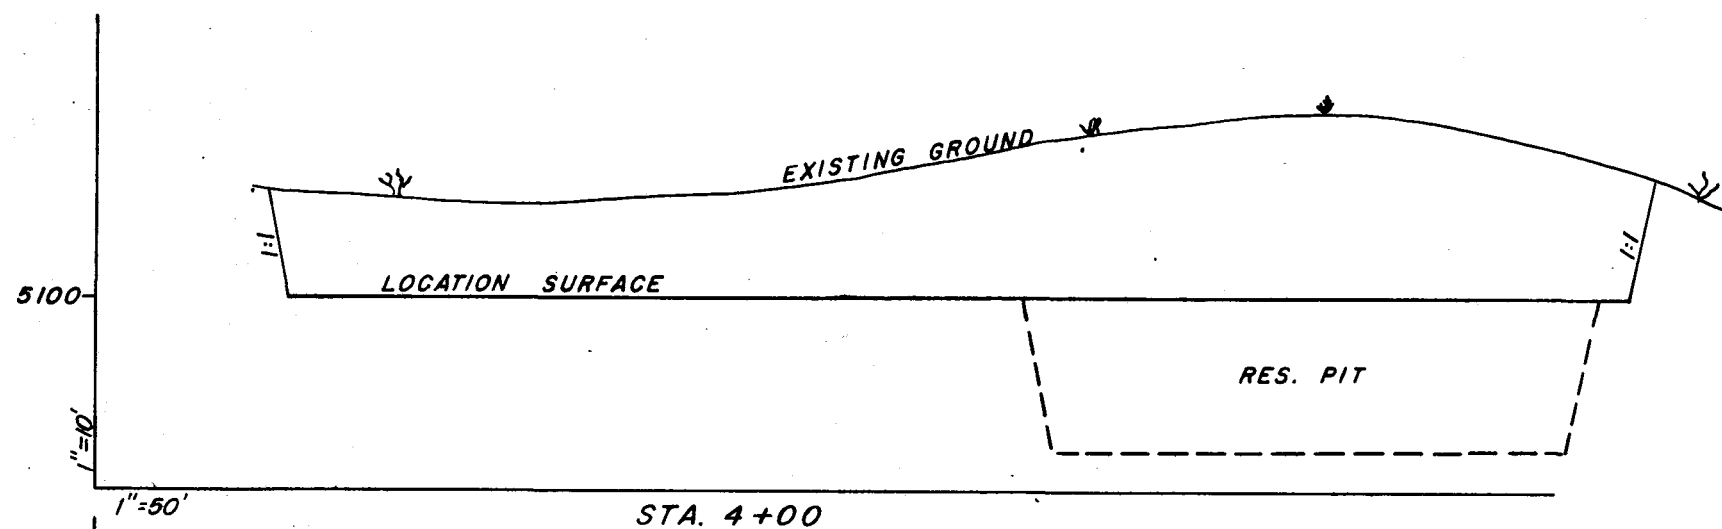 EXISTING GROUND
1:1
1:1
LOCATION SURFACE
5100
RES. PIT
1"=10'
1"=50'
STA. 4+00